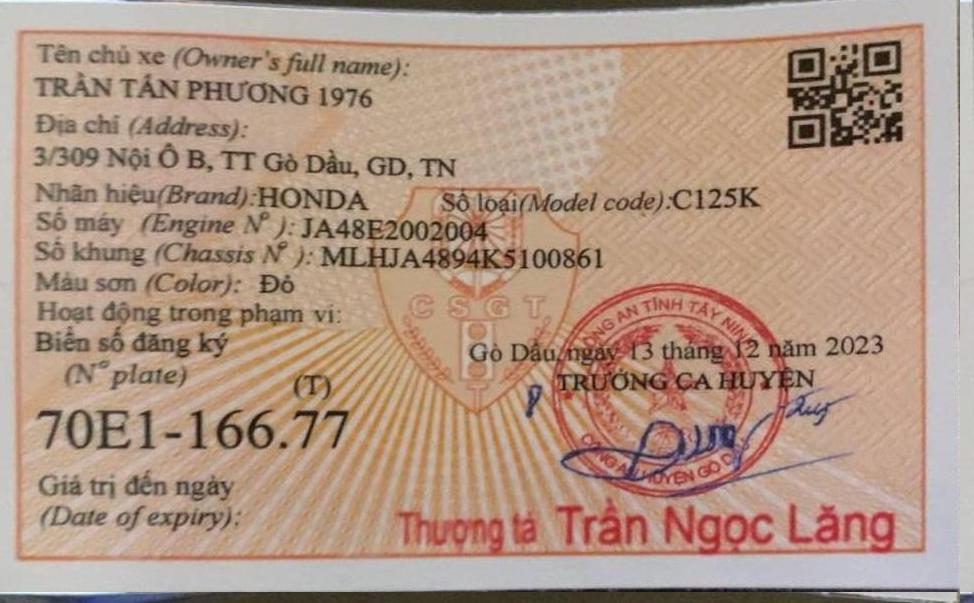 Tên chủ xe (Owner's full name):
TRẦN TẤN PHƯƠNG 1976
Địa chỉ (Address):
3/309 Nội Ô B, TT Gò Dầu, GD, TN
Nhãn hiệu(Brand):HONDA Số loại(Model code):C125K
Số máy (Engine N°): JA48E2002004
Số khung (Chassis N°): MLHJA4894K5100861
Màu sơn (Color): Đỏ
Hoạt động trong phạm vi:
CSGT
Biển số đăng ký
(N° plate)
(T)
70E1-166.77
Gò Dầu, ngày 13 tháng 12 năm 2023
TRƯỞNG CA HUYỆN
CÔNG AN TỈNH TÂY NINH
CÔNG AN HUYỆN GÒ DẦU
Giá trị đến ngày
(Date of expiry):
Thượng tá Trần Ngọc Lăng